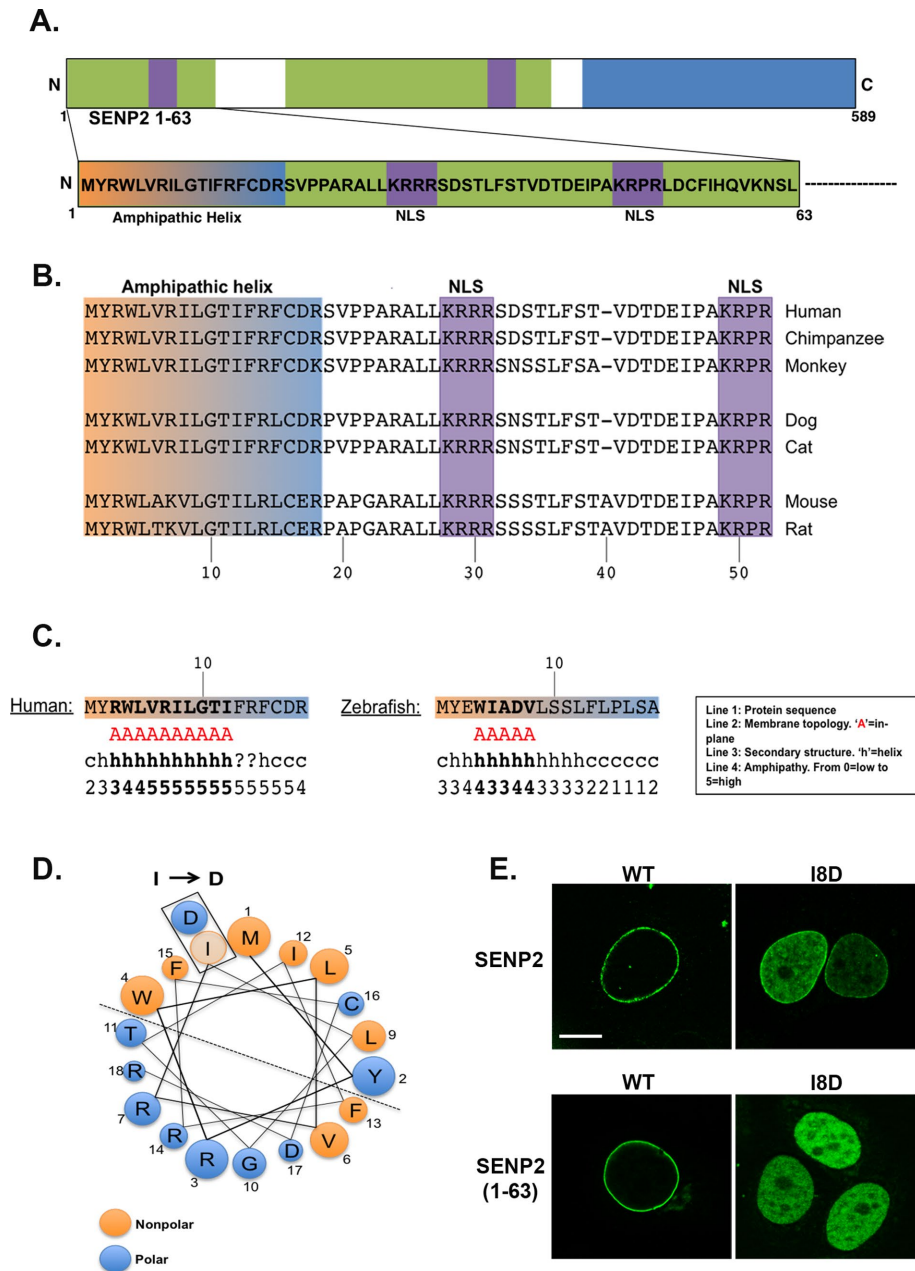 A.
N
C
1
SENP2 1-63
589
N
MYRWLVRILGTIFRFCDRSVPPARALLKRRRSDSTLFSTVDTDEIPAKRPRLDCFIHQVKNSL
1
Amphipathic Helix
NLS
NLS
63
B.
Amphipathic helix
NLS
NLS
MYRWLVRILGTIFRFCDRSVPPARALLKRRRSDSTLFST-VDTDEIPAKRPR Human
MYRWLVRILGTIFRFCDRSVPPARALLKRRRSDSTLFST-VDTDEIPAKRPR Chimpanzee
MYRWLVRILGTIFRFCDKSVPPARALLKRRRSNSSLFSA-VDTDEIPAKRPR Monkey
MYKWLVRILGTIFRLCDRPVPPARALLKRRRSNSTLFST-VDTDEIPAKRPR Dog
MYKWLVRILGTIFRLCDRPVPPARALLKRRRSNSTLFST-VDTDEIPAKRPR Cat
MYRWLAKVLGTILRLCERPAPGARALLKRRRSSSTLFSTAVDTDEIPAKRPR Mouse
MYRWLTKVLGTILRLCERPAPGARALLKRRRSSSSLFSTAVDTDEIPAKRPR Rat
10 20 30 40 50
C.
10
Human: MYRWLVRILGTIFRFCDR
AAAAAAAAAA
chhhhhhhhhhh??hccc
233445555555555554
10
Zebrafish: MYEWIADVLSSLFLPLSA
AAAAA
chhhhhhhhhhhcccccc
334433443333221112
Line 1: Protein sequence
Line 2: Membrane topology. 'A'=in-
plane
Line 3: Secondary structure. 'h'=helix
Line 4: Amphipathy. From 0=low to
5=high
D.
I → D
D
I
M 1
I 12
L 5
C 16
L 9
Y 2
F 13
V 6
D 17
G 10
R 3
R 14
R 7
R 18
T 11
W 4
F 15
Nonpolar
Polar
E.
WT
I8D
SENP2
WT
I8D
SENP2
(1-63)